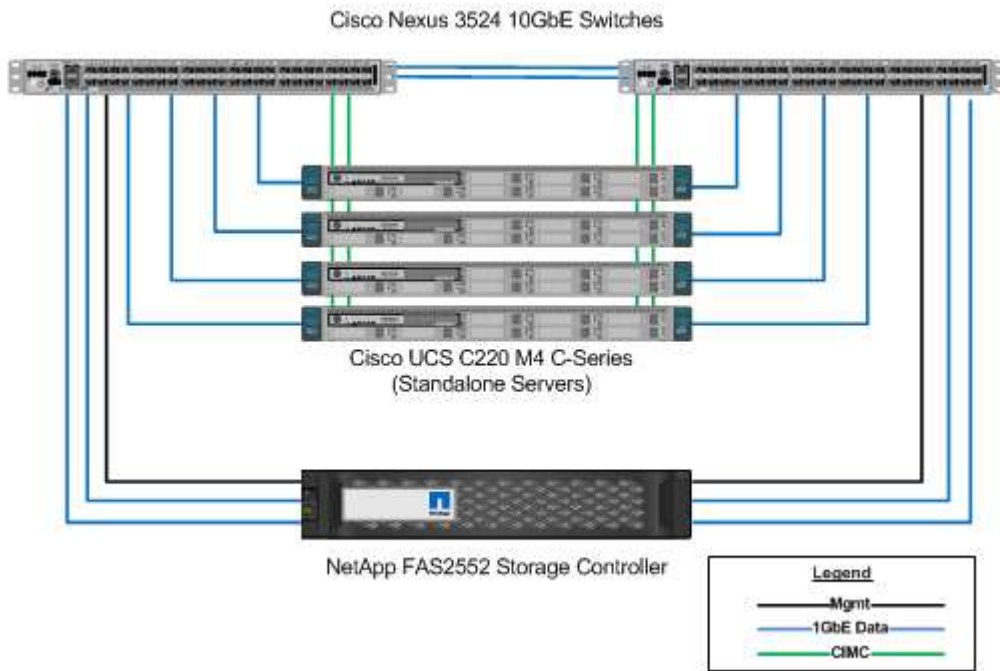 Cisco Nexus 3524 10GbE Switches
Cisco UCS C220 M4 C-Series
(Standalone Servers)
NetApp FAS2552 Storage Controller
Legend
Mgmt
1GbE Data
CIMC